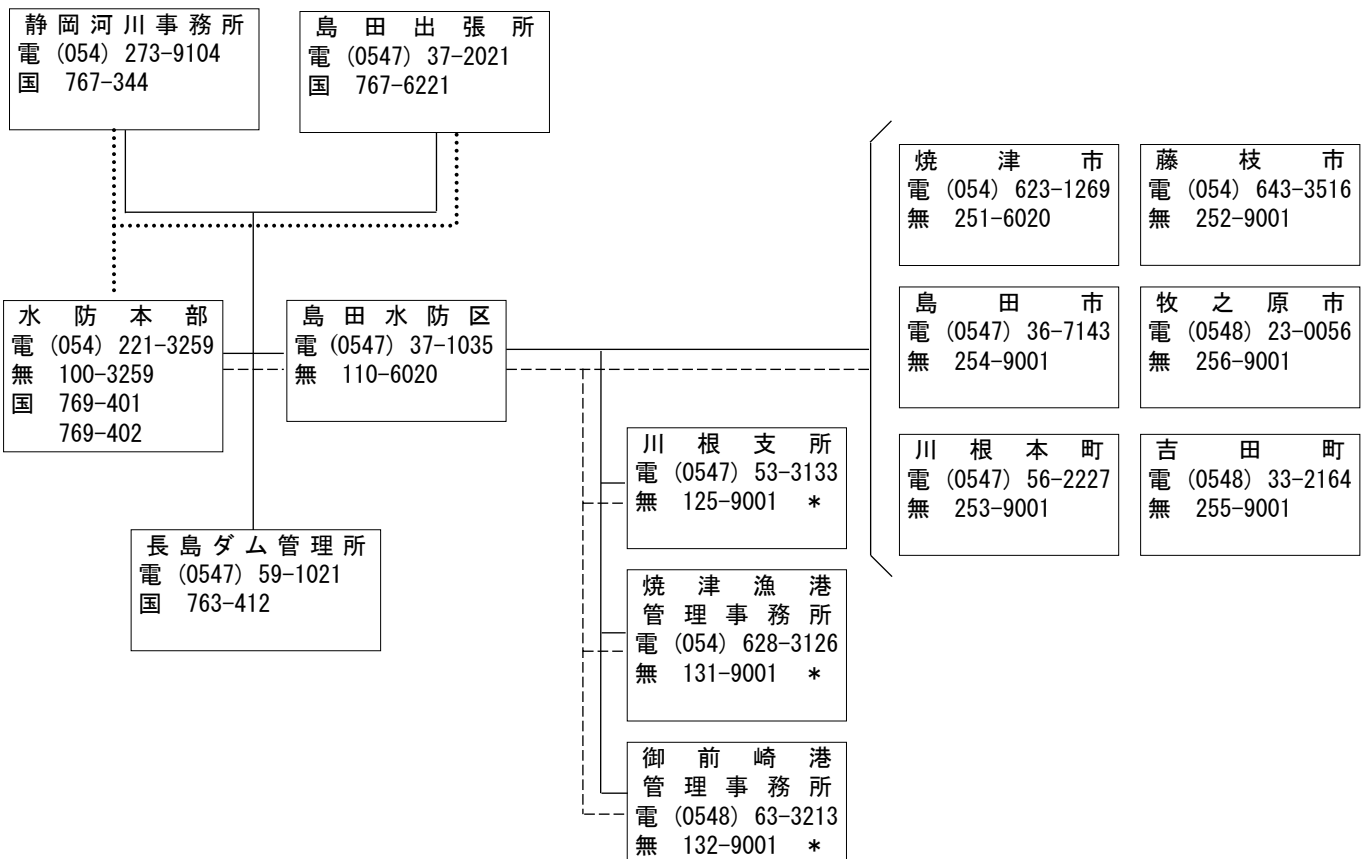 静岡河川事務所
電 (054) 273-9104
国 767-344
島田出張所
電 (0547) 37-2021
国 767-6221
水防本部
電 (054) 221-3259
無 100-3259
国 769-401
769-402
島田水防区
電 (0547) 37-1035
無 110-6020
長島ダム管理所
電 (0547) 59-1021
国 763-412
川根支所
電 (0547) 53-3133
無 125-9001 *
焼津漁港
管理事務所
電 (054) 628-3126
無 131-9001 *
御前崎港
管理事務所
電 (0548) 63-3213
無 132-9001 *
焼津市
電 (054) 623-1269
無 251-6020
藤枝市
電 (054) 643-3516
無 252-9001
島田市
電 (0547) 36-7143
無 254-9001
牧之原市
電 (0548) 23-0056
無 256-9001
川根本町
電 (0547) 56-2227
無 253-9001
吉田町
電 (0548) 33-2164
無 255-9001